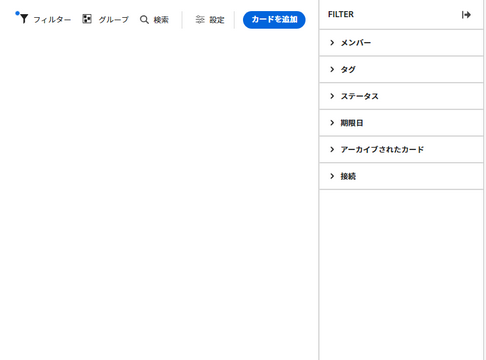 フィルター
グループ
検索
設定
カードを追加
FILTER
メンバー
タグ
ステータス
期限日
アーカイブされたカード
接続